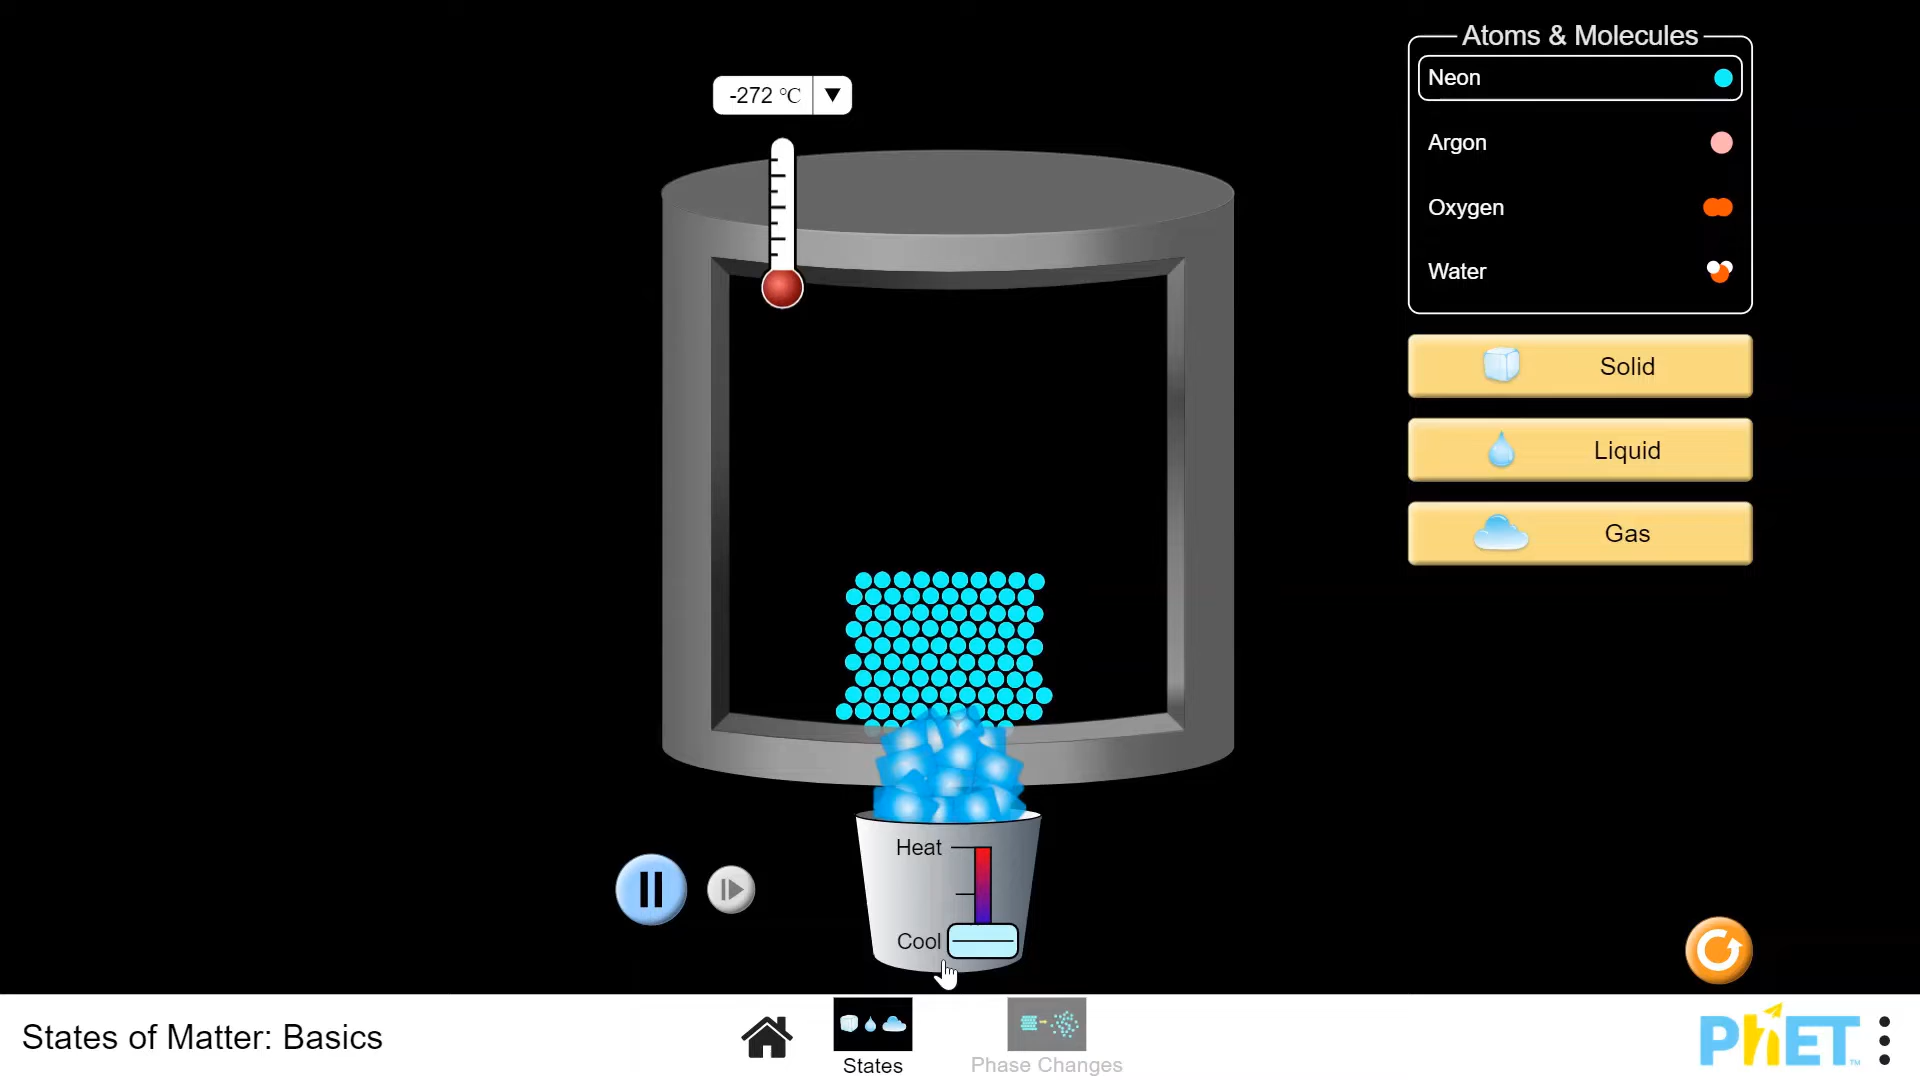 Atoms & Molecules
Neon
-272 °C
Argon
Oxygen
Water
Solid
Liquid
Gas
Heat
Cool
States of Matter: Basics
States
Phase Changes
PhET™